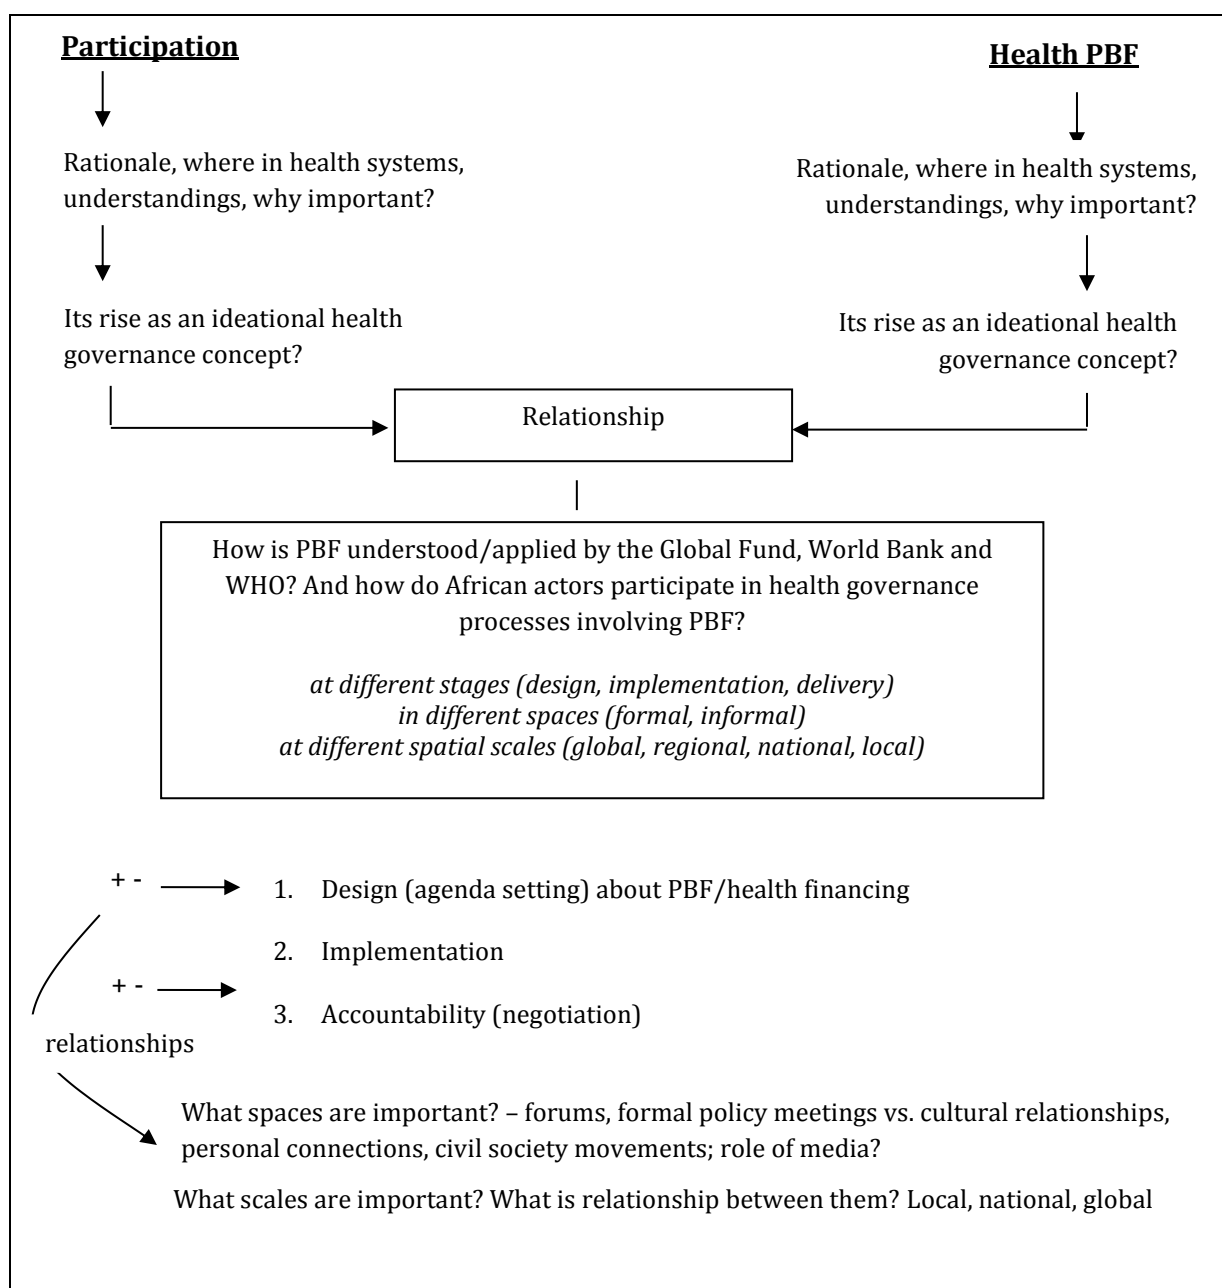 Participation
Health PBF
Rationale, where in health systems,
understandings, why important?
Rationale, where in health systems,
understandings, why important?
Its rise as an ideational health
governance concept?
Its rise as an ideational health
governance concept?
Relationship
How is PBF understood/applied by the Global Fund, World Bank and
WHO? And how do African actors participate in health governance
processes involving PBF?
at different stages (design, implementation, delivery)
in different spaces (formal, informal)
at different spatial scales (global, regional, national, local)
+ -
1. Design (agenda setting) about PBF/health financing
2. Implementation
+ -
3. Accountability (negotiation)
relationships
What spaces are important? – forums, formal policy meetings vs. cultural relationships,
personal connections, civil society movements; role of media?
What scales are important? What is relationship between them? Local, national, global